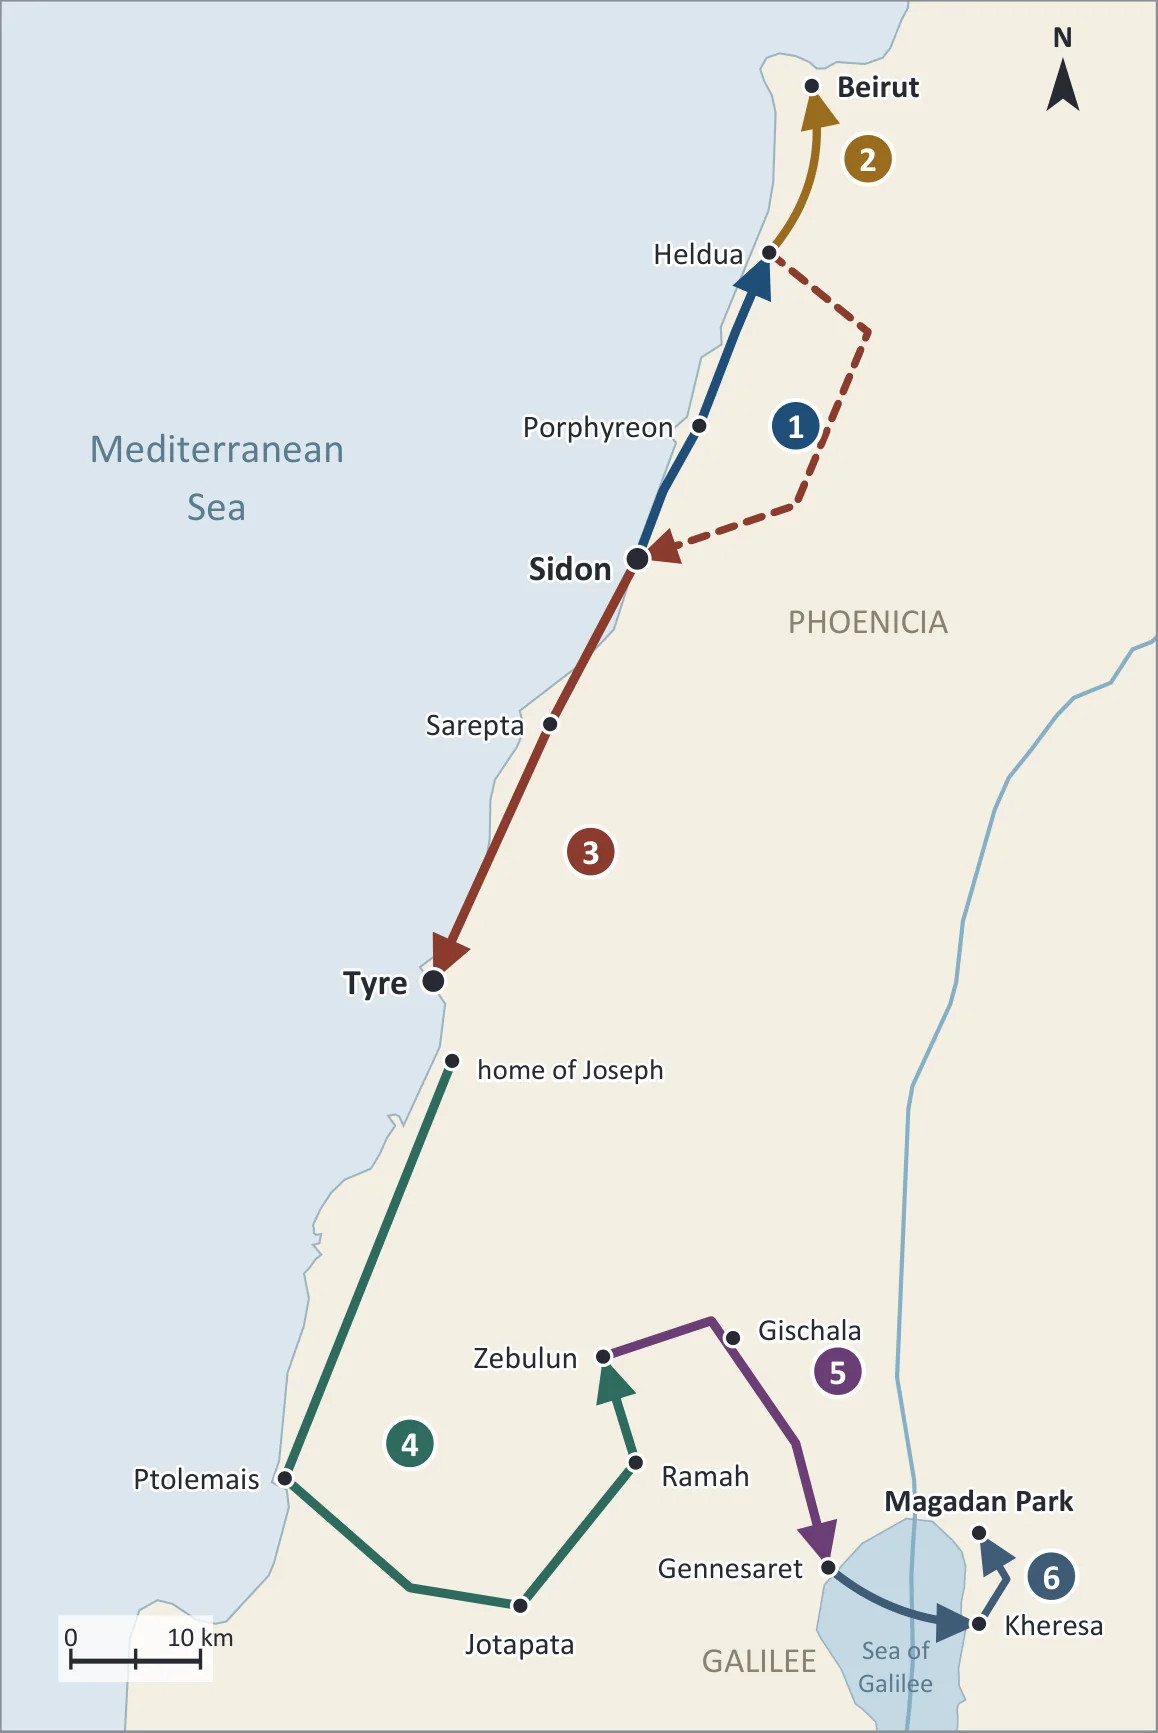 N
Beirut
2
Heldua
1
Porphyreon
Mediterranean
Sea
Sidon
PHOENICIA
Sarepta
3
Tyre
home of Joseph
Gischala
Zebulun
5
4
Ptolemais
Ramah
Magadan Park
Gennesaret
6
Kheresa
0 10 km
Jotapata
GALILEE
Sea of
Galilee